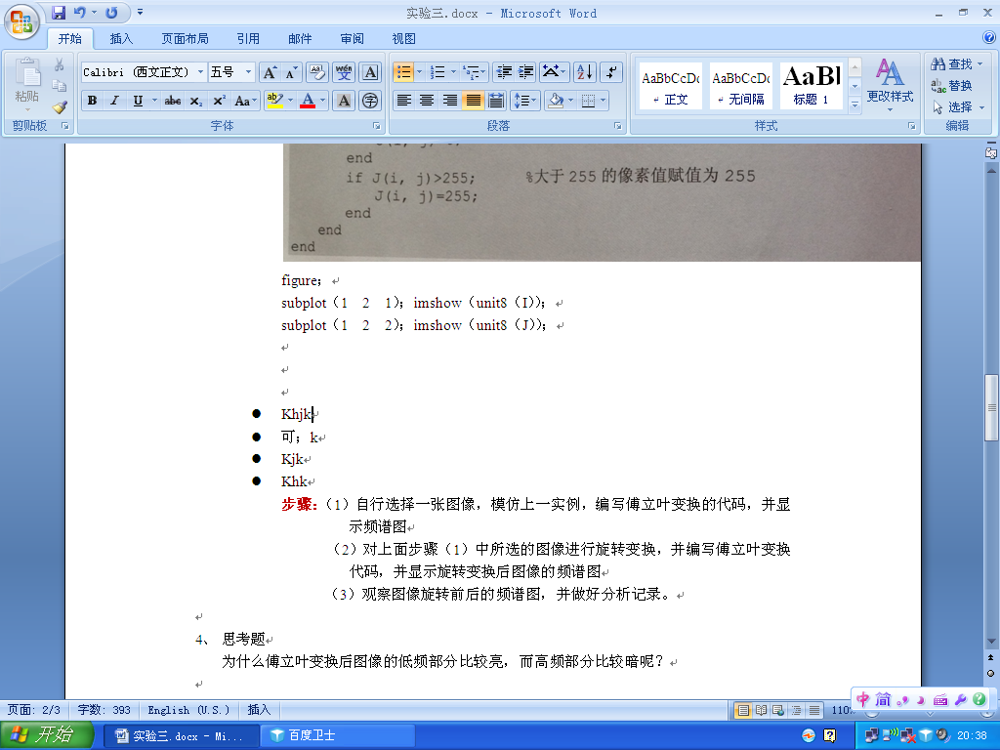 实验三.docx - Microsoft Word
开始 插入 页面布局 引用 邮件 审阅 视图
粘贴
Calibri (西文正文) 五号
B I U abc x₂ x² Aa
AaBbCcDc AaBbCcDc AaBl
正文 无间隔 标题 1
更改样式
查找
替换
选择
剪贴板 字体 段落 样式 编辑
end
if J(i, j)>255; %大于 255 的像素值赋值为 255
J(i, j)=255;
end
end
end
figure;
subplot（1 2 1）; imshow（unit8（I））;
subplot（1 2 2）; imshow（unit8（J））;
● Khjk
● 可; k
● Kjk
● Khk
步骤:（1）自行选择一张图像，模仿上一实例，编写傅立叶变换的代码，并显
示频谱图
（2）对上面步骤（1）中所选的图像进行旋转变换，并编写傅立叶变换
代码，并显示旋转变换后图像的频谱图
（3）观察图像旋转前后的频谱图，并做好分析记录。
4、 思考题
为什么傅立叶变换后图像的低频部分比较亮，而高频部分比较暗呢？
页面: 2/3 字数: 393 English (U.S.) 插入
中 简
开始 实验三.docx - Mi... 百度卫士 20:38